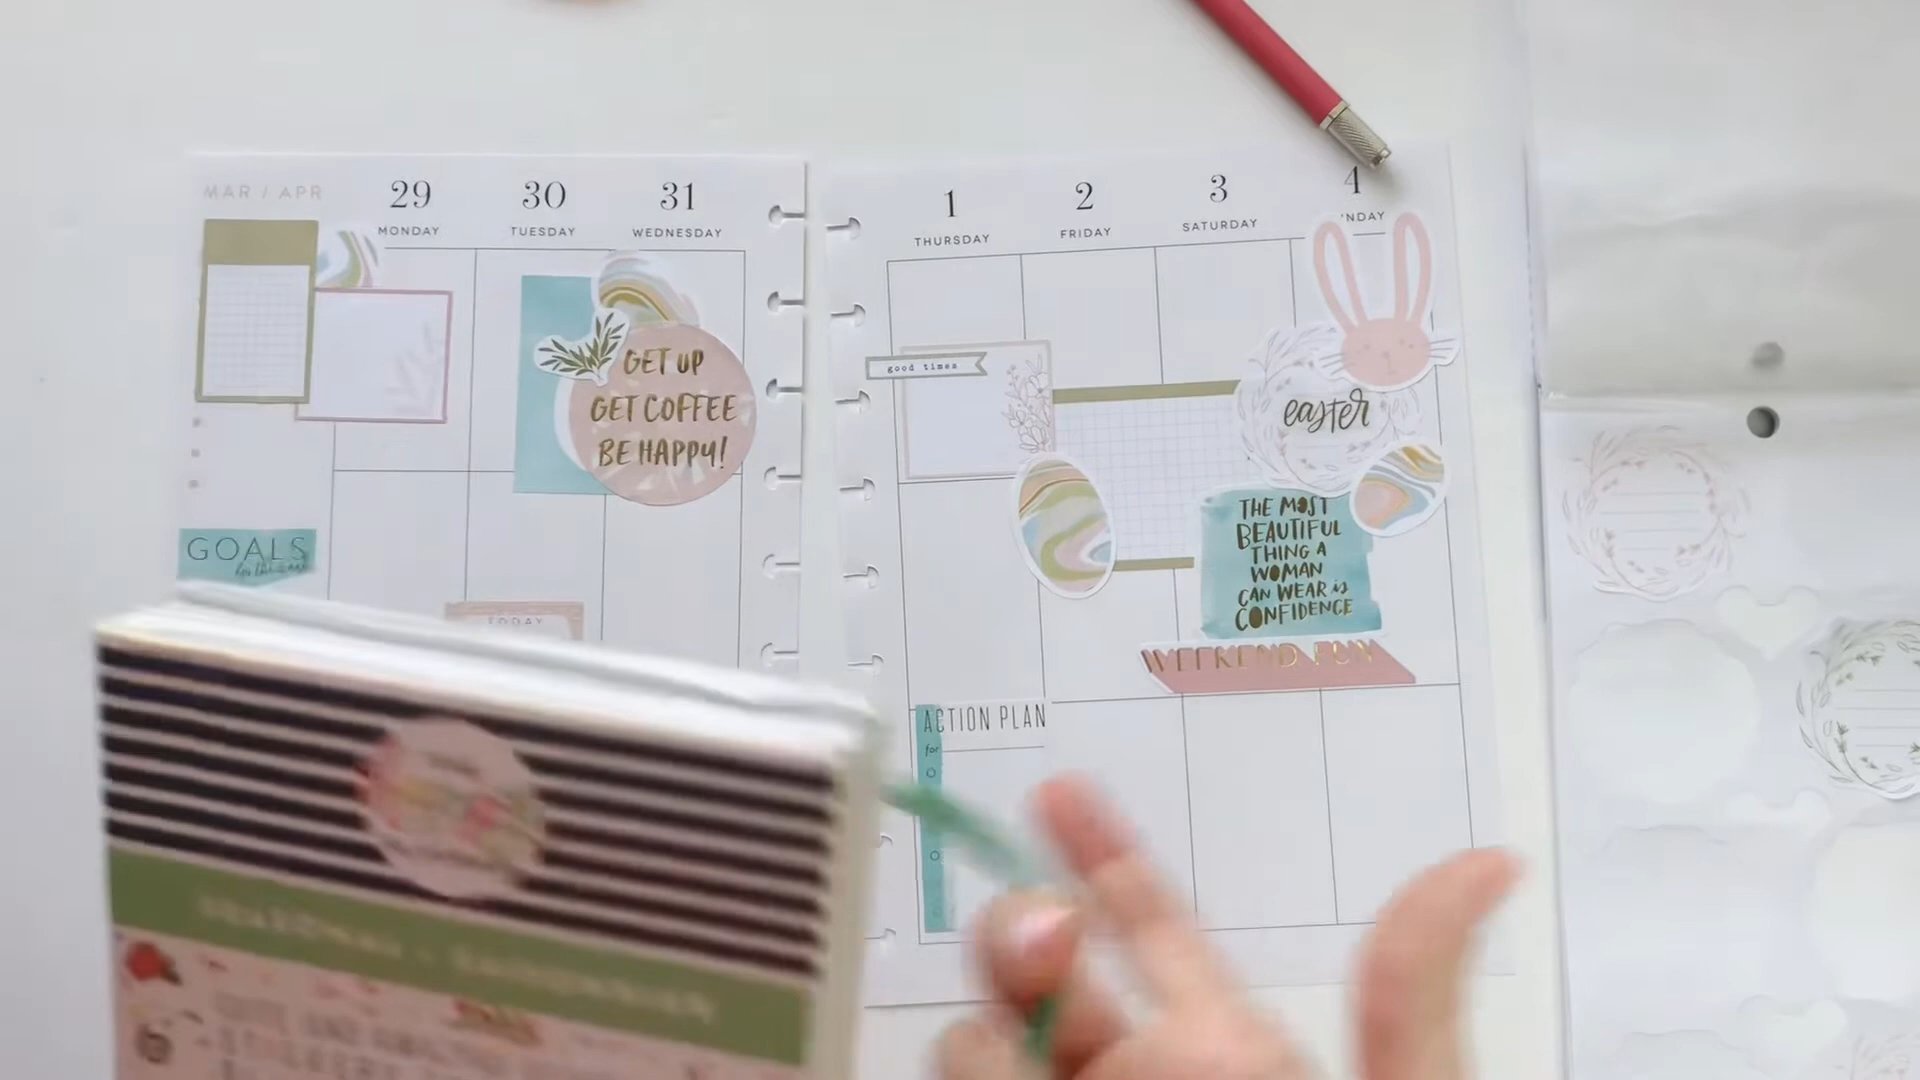 MAR / APR
29
MONDAY
30
TUESDAY
31
WEDNESDAY
1
THURSDAY
2
FRIDAY
3
SATURDAY
4
NDAY
GET UP
GET COFFEE
BE HAPPY!
good times
easter
THE MOST
BEAUTIFUL
THING A
WOMAN
CAN WEAR is
CONFIDENCE
GOALS
TODAY
WEEKEND FUN
ACTION PLAN
for